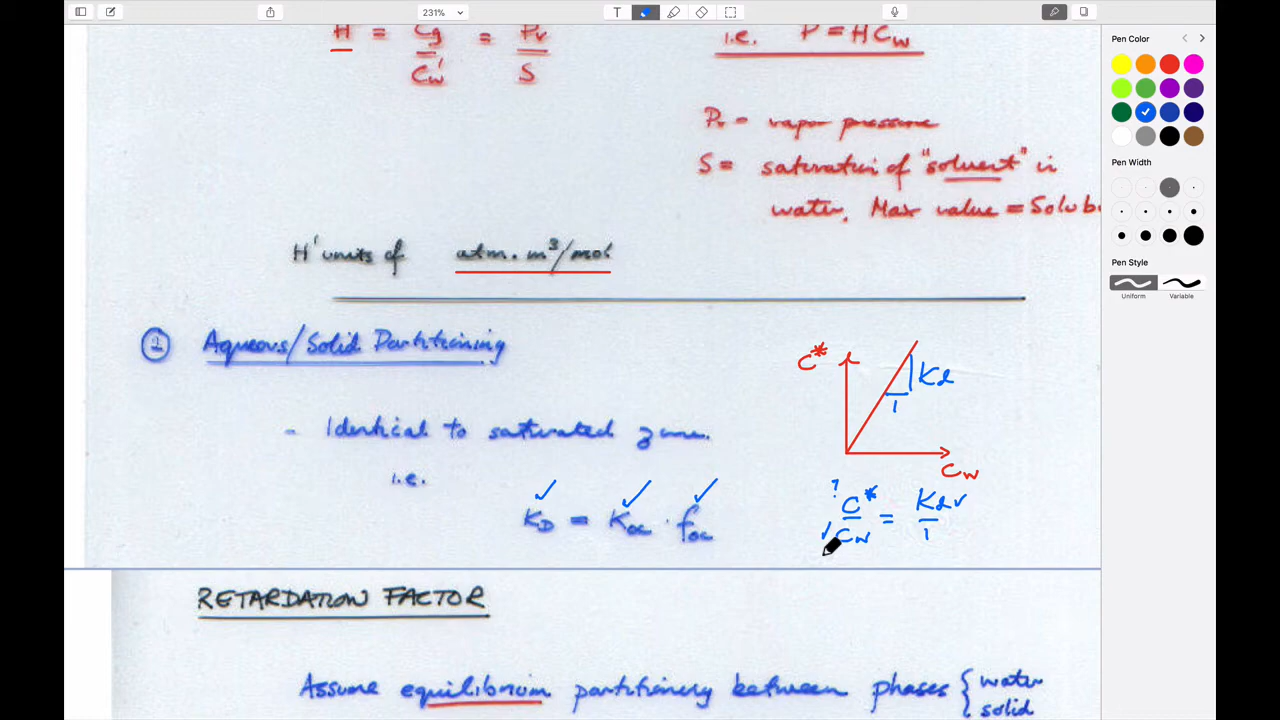 231%
T
H = Cg/Cw' = Pv/S
i.e. P = HCw
Pv = vapor pressure
S = saturation of "solvent" in
water. Max value = Solub
H' units of atm. m³/mol
② Aqueous/Solid Partitioning
- Identical to saturated zone.
i.e.
KD = Koc · foc
C*
Kd
1
Cw
?
C*/Cw = Kd/1
RETARDATION FACTOR
Assume equilibrium partitioning between phases { water
solid
Pen Color
Pen Width
Pen Style
Uniform
Variable